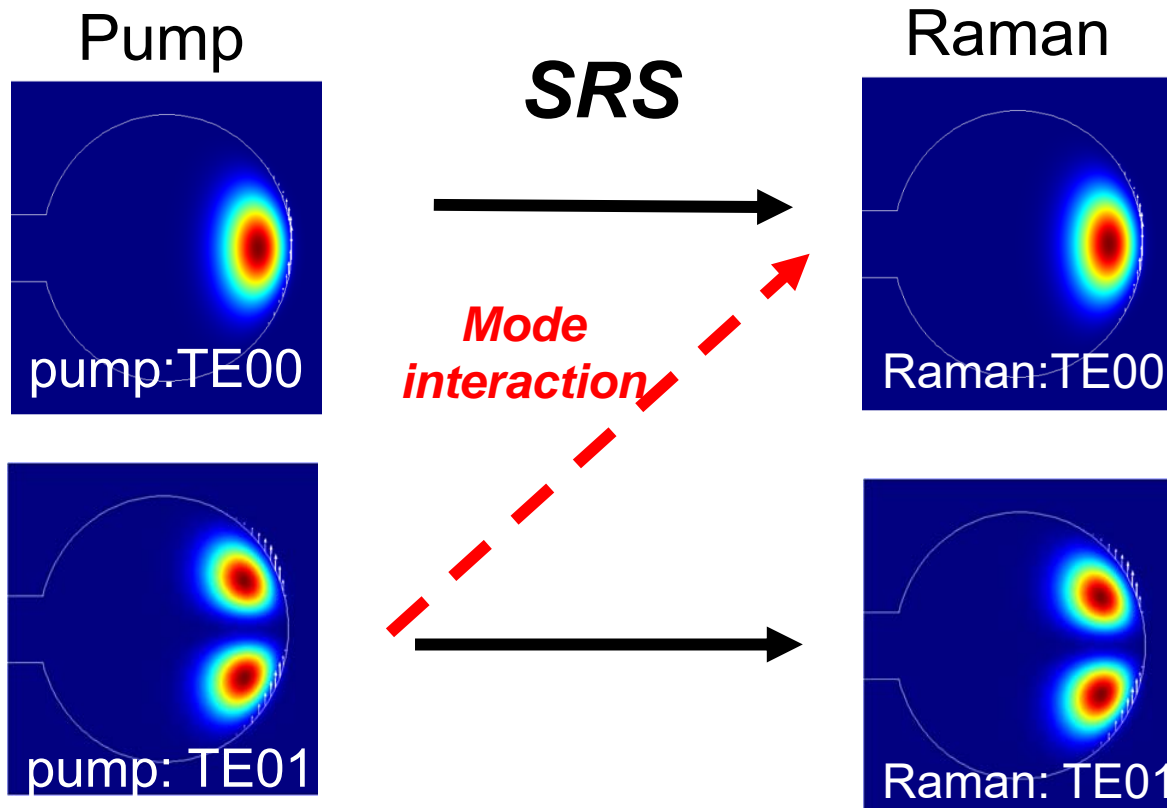 Pump
Raman
SRS
pump:TE00
Mode
interaction
Raman:TE00
pump: TE01
Raman: TE01